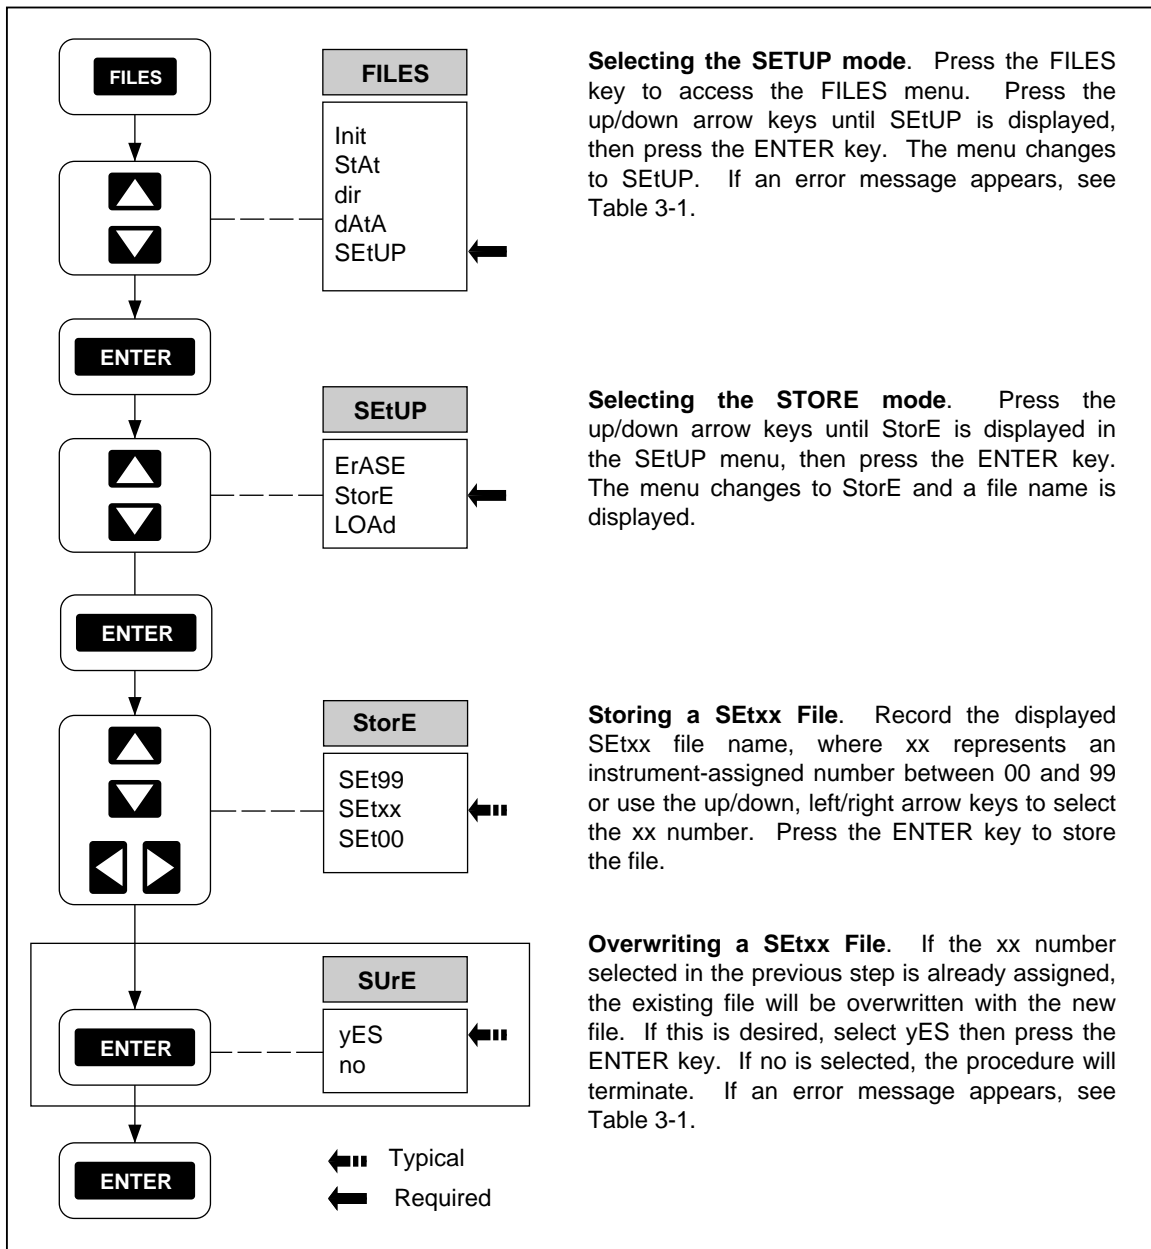 FILES
FILES
Init
StAt
dir
dAtA
SEtUP
Selecting the SETUP mode. Press the FILES
key to access the FILES menu. Press the
up/down arrow keys until SEtUP is displayed,
then press the ENTER key. The menu changes
to SEtUP. If an error message appears, see
Table 3-1.
ENTER
SEtUP
ErASE
StorE
LOAd
Selecting the STORE mode. Press the
up/down arrow keys until StorE is displayed in
the SEtUP menu, then press the ENTER key.
The menu changes to StorE and a file name is
displayed.
ENTER
StorE
SEt99
SEtxx
SEt00
Storing a SEtxx File. Record the displayed
SEtxx file name, where xx represents an
instrument-assigned number between 00 and 99
or use the up/down, left/right arrow keys to select
the xx number. Press the ENTER key to store
the file.
SUrE
ENTER
yES
no
Overwriting a SEtxx File. If the xx number
selected in the previous step is already assigned,
the existing file will be overwritten with the new
file. If this is desired, select yES then press the
ENTER key. If no is selected, the procedure will
terminate. If an error message appears, see
Table 3-1.
ENTER
Typical
Required